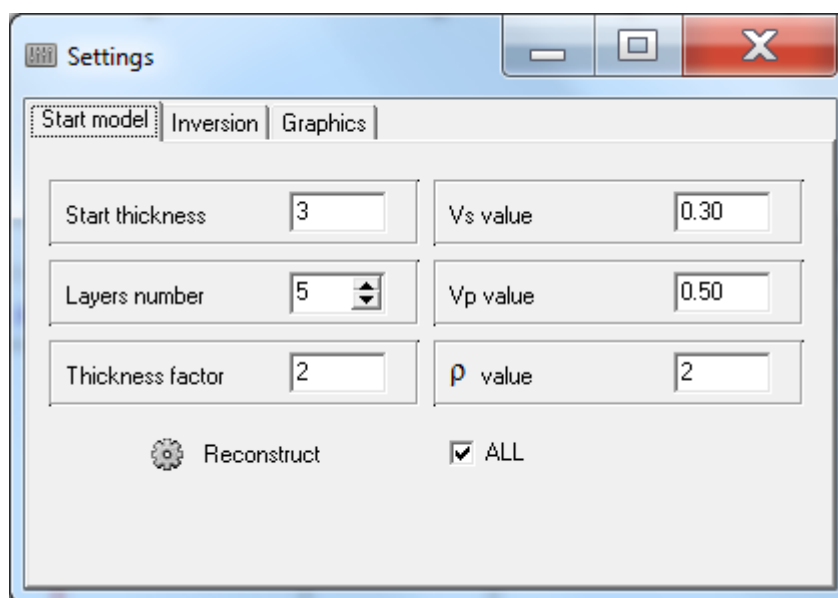 Settings
Start model Inversion Graphics
Start thickness 3 Vs value 0.30
Layers number 5 Vp value 0.50
Thickness factor 2 ρ value 2
Reconstruct ALL